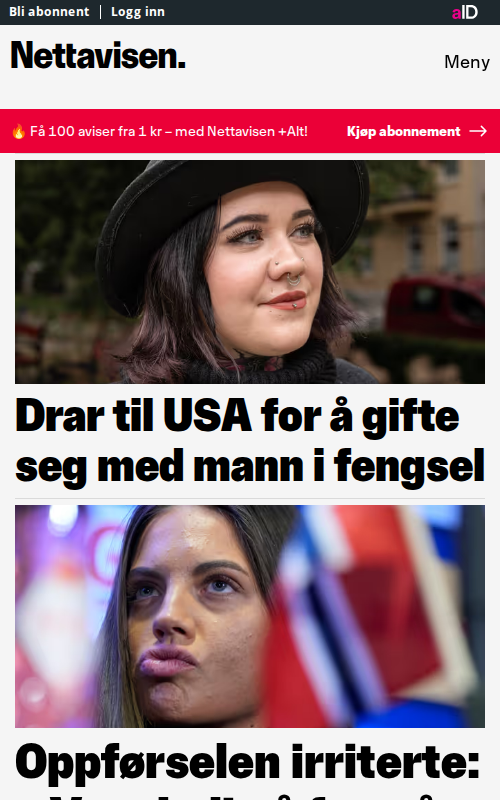 Bli abonnent | Logg inn
aID
Nettavisen.
Meny
🔥 Få 100 aviser fra 1 kr – med Nettavisen +Alt!
Kjøp abonnement →
Drar til USA for å gifte
seg med mann i fengsel
Oppførselen irriterte: